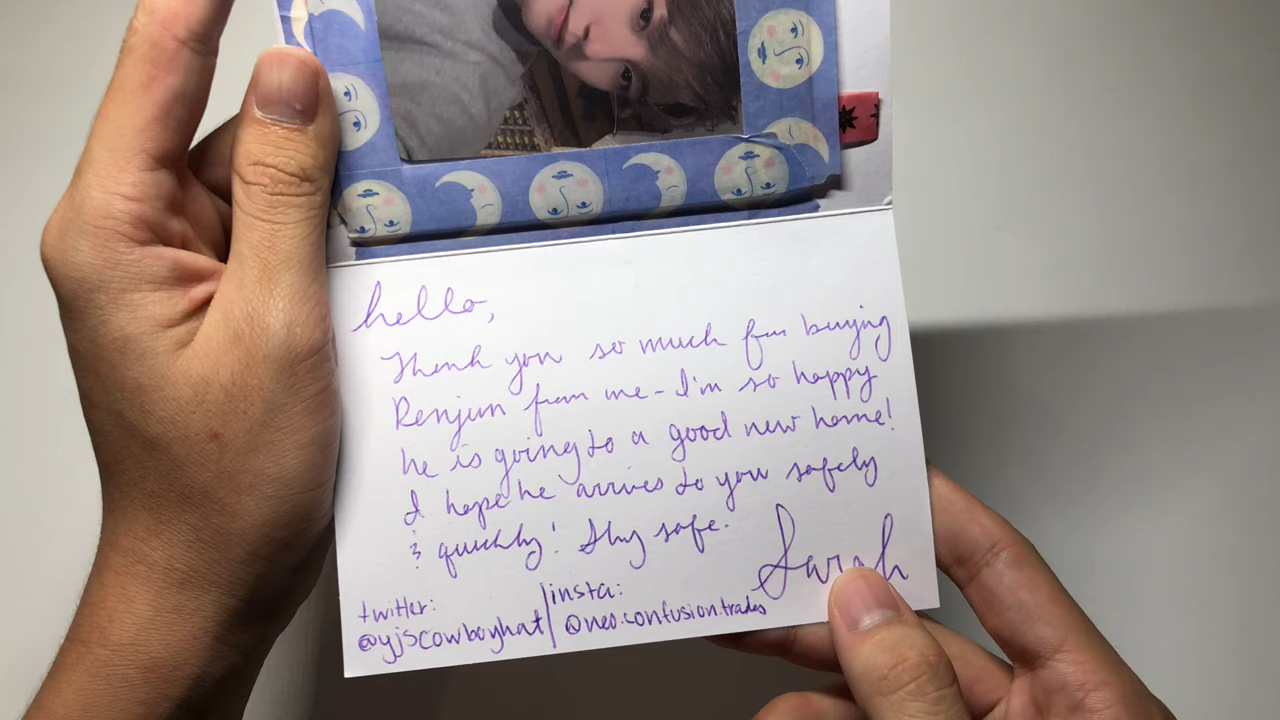 hello,
Thank you so much for buying
Renjun from me - I'm so happy
he is going to a good new home!
I hope he arrives to you safely
& quickly! Stay safe.
Sarah
twitter:
@yjscowboyhat
insta:
@neo.confusion.trades